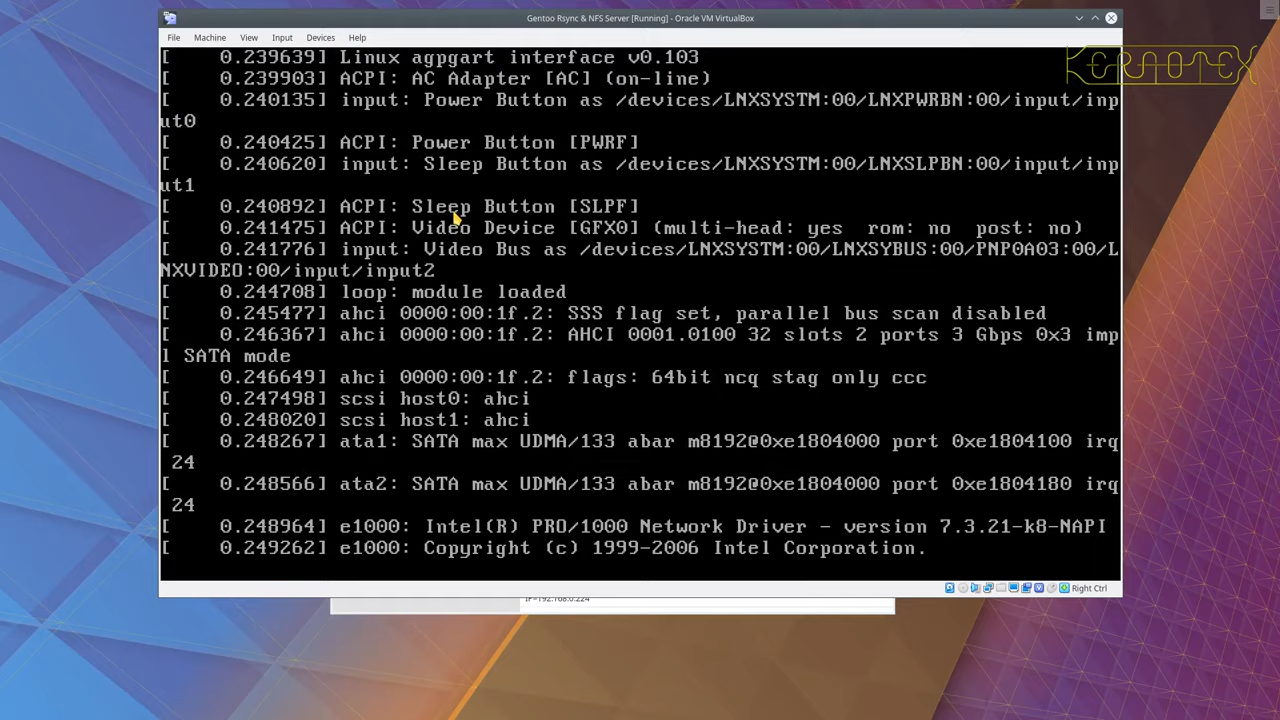 Gentoo Rsync & NFS Server [Running] - Oracle VM VirtualBox
File Machine View Input Devices Help
KERNOTEX
[    0.239639] Linux agpgart interface v0.103
[    0.239903] ACPI: AC Adapter [AC] (on-line)
[    0.240135] input: Power Button as /devices/LNXSYSTM:00/LNXPWRBN:00/input/inp
ut0
[    0.240425] ACPI: Power Button [PWRF]
[    0.240620] input: Sleep Button as /devices/LNXSYSTM:00/LNXSLPBN:00/input/inp
ut1
[    0.240892] ACPI: Sleep Button [SLPF]
[    0.241475] ACPI: Video Device [GFX0] (multi-head: yes  rom: no  post: no)
[    0.241776] input: Video Bus as /devices/LNXSYSTM:00/LNXSYBUS:00/PNP0A03:00/L
NXVIDEO:00/input/input2
[    0.244708] loop: module loaded
[    0.245477] ahci 0000:00:1f.2: SSS flag set, parallel bus scan disabled
[    0.246367] ahci 0000:00:1f.2: AHCI 0001.0100 32 slots 2 ports 3 Gbps 0x3 imp
l SATA mode
[    0.246649] ahci 0000:00:1f.2: flags: 64bit ncq stag only ccc
[    0.247498] scsi host0: ahci
[    0.248020] scsi host1: ahci
[    0.248267] ata1: SATA max UDMA/133 abar m8192@0xe1804000 port 0xe1804100 irq
 24
[    0.248566] ata2: SATA max UDMA/133 abar m8192@0xe1804000 port 0xe1804180 irq
 24
[    0.248964] e1000: Intel(R) PRO/1000 Network Driver - version 7.3.21-k8-NAPI
[    0.249262] e1000: Copyright (c) 1999-2006 Intel Corporation.
Right Ctrl
IP=192.168.0.224